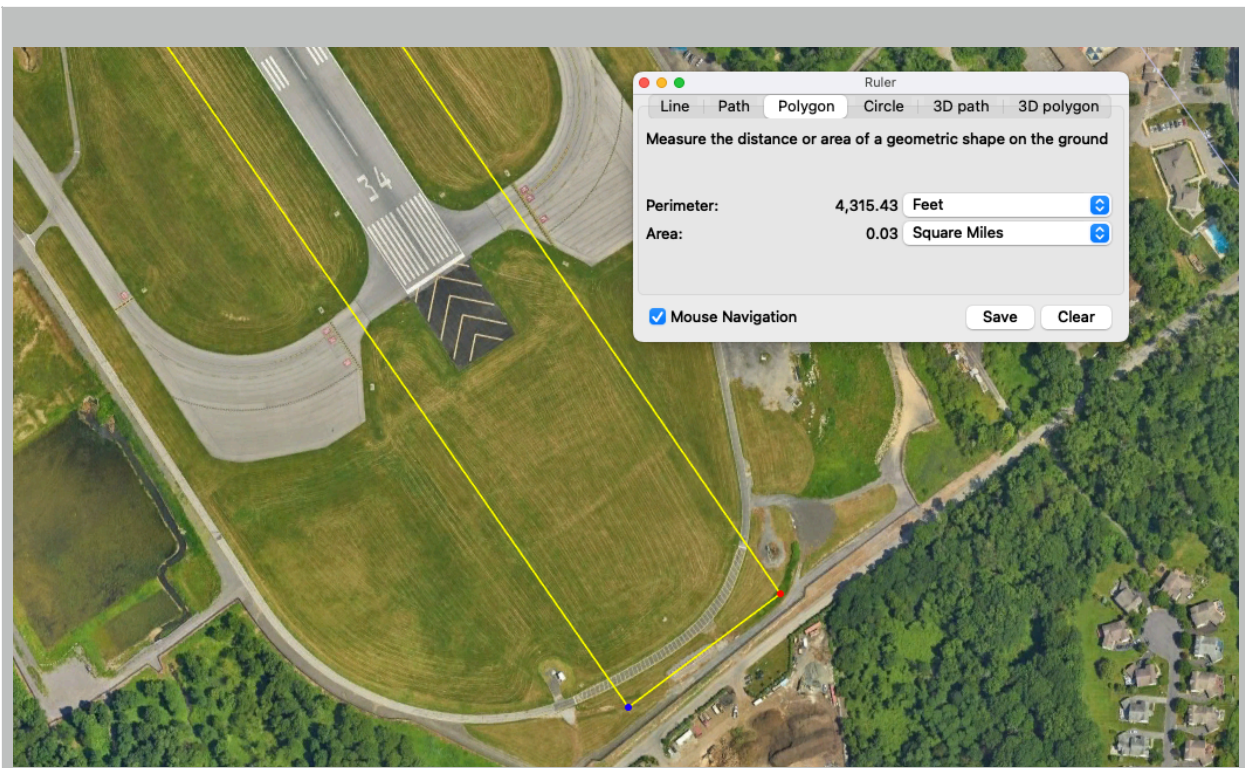 Ruler
Line Path Polygon Circle 3D path 3D polygon
Measure the distance or area of a geometric shape on the ground
Perimeter: 4,315.43 Feet
Area: 0.03 Square Miles
Mouse Navigation Save Clear
34